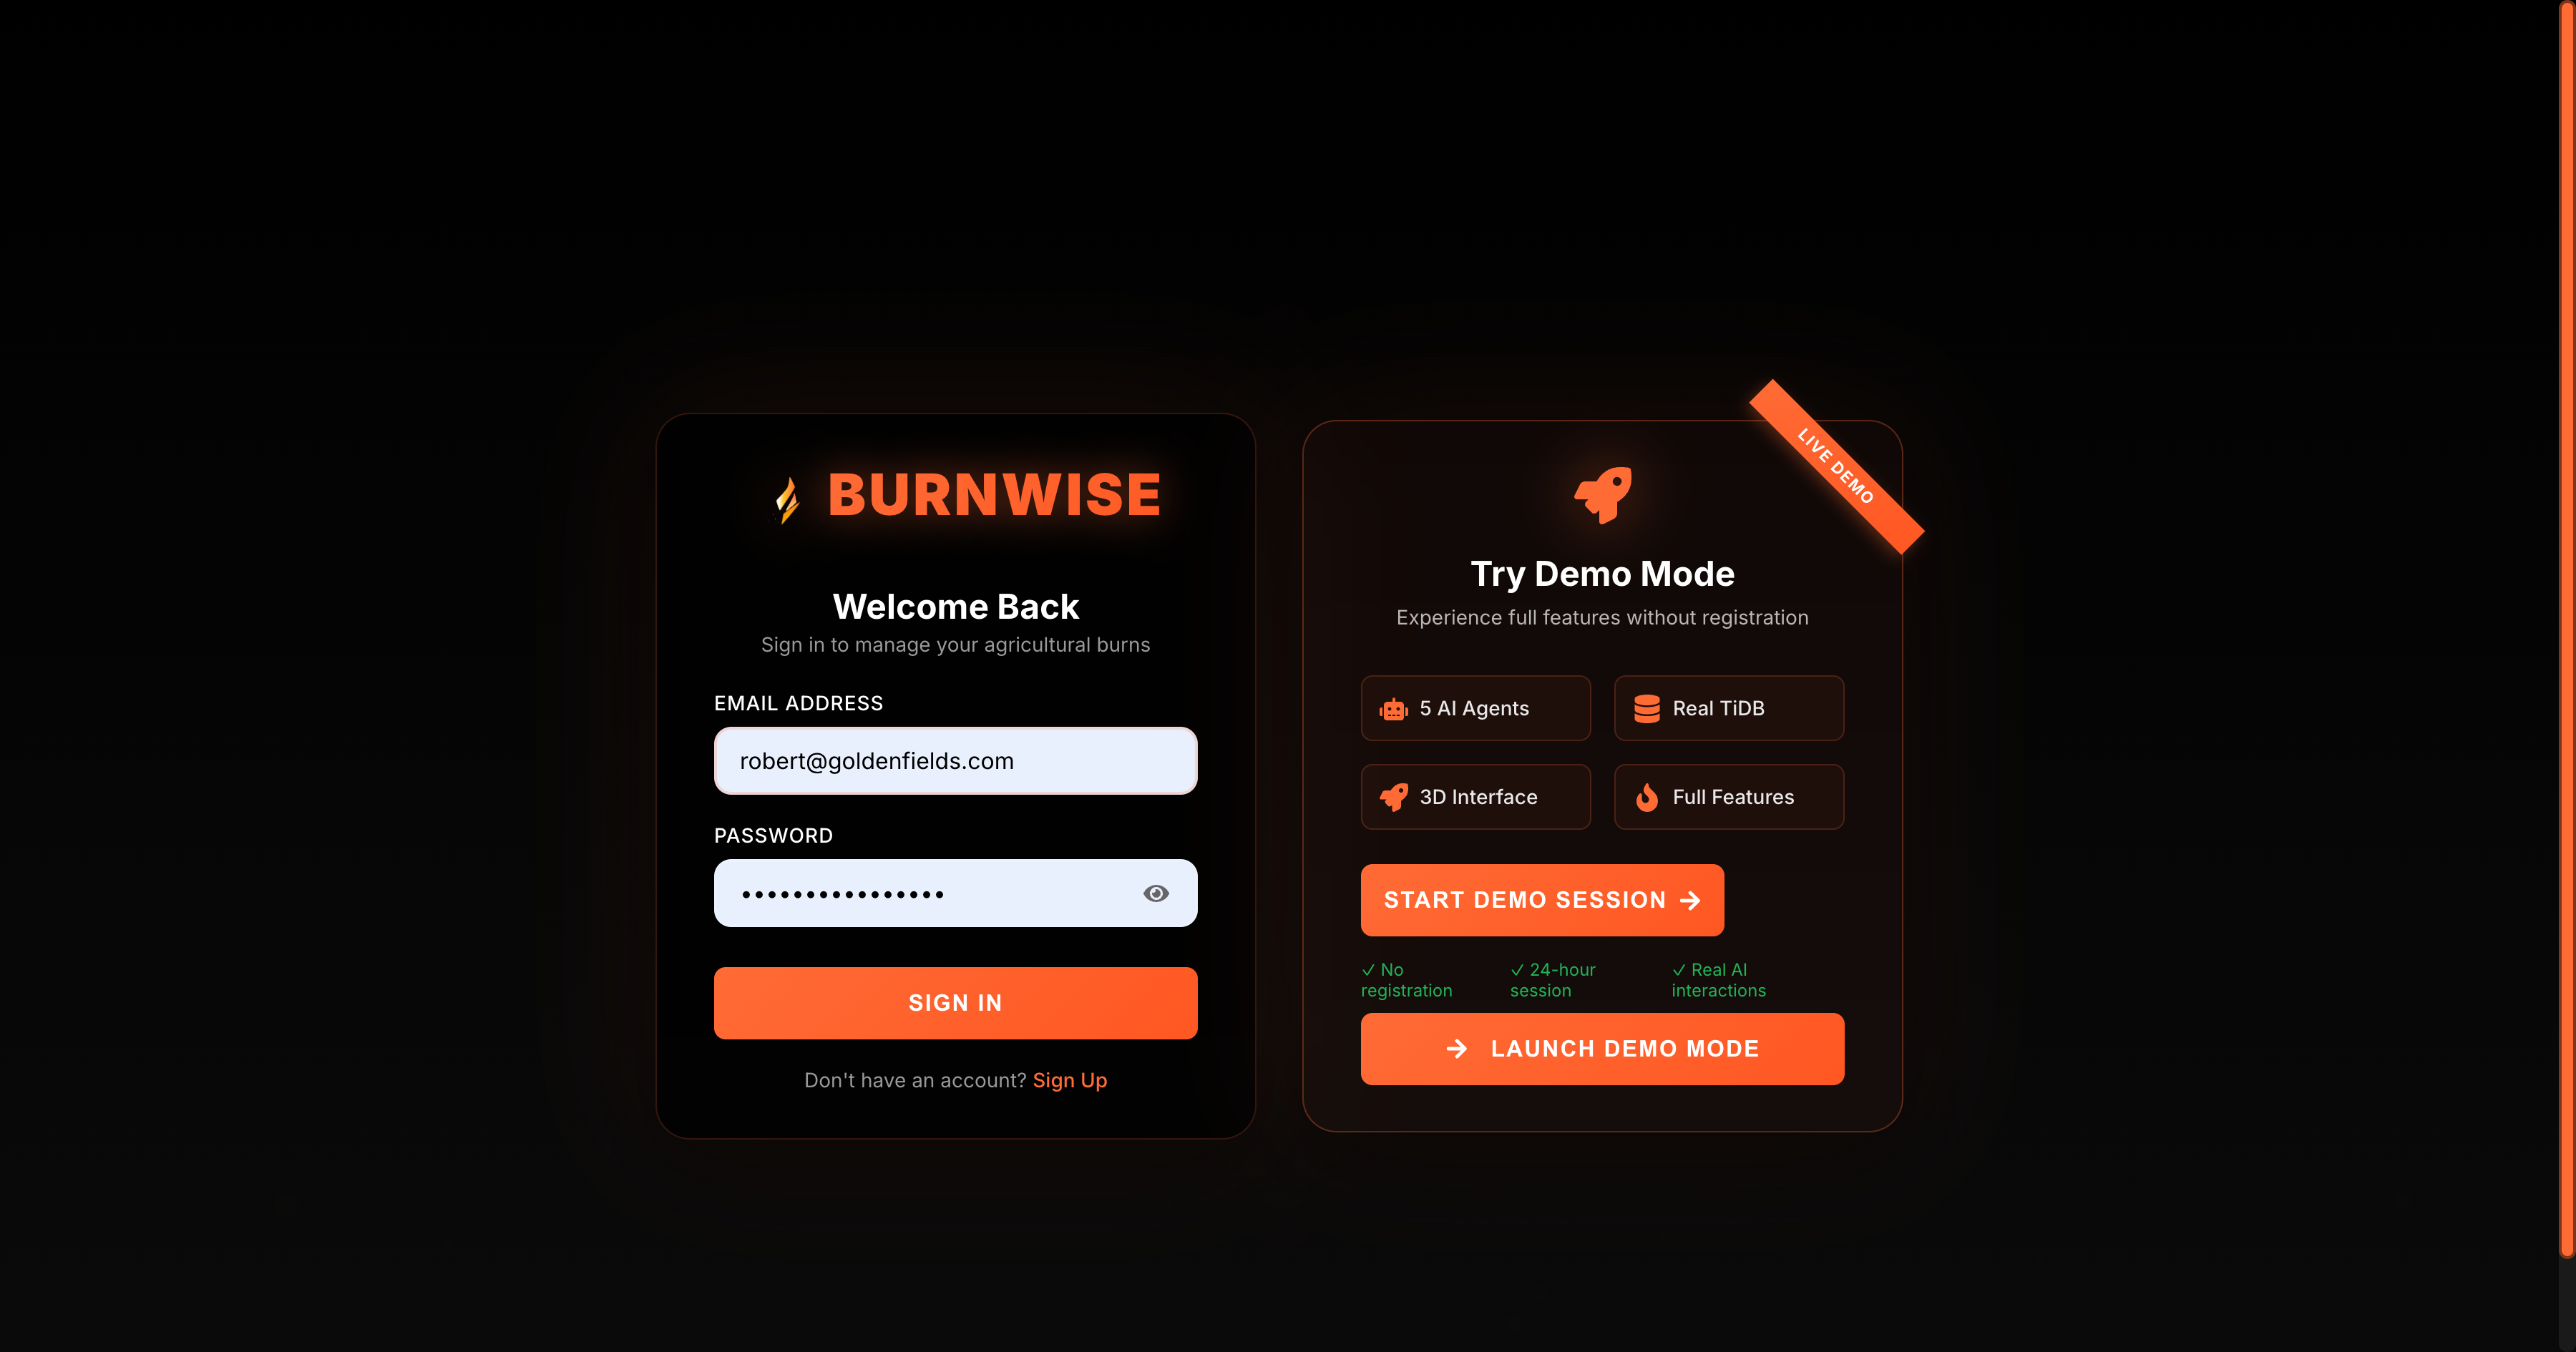 BURNWISE
Welcome Back
Sign in to manage your agricultural burns
EMAIL ADDRESS
robert@goldenfields.com
PASSWORD
••••••••••••••••
SIGN IN
Don't have an account? Sign Up
LIVE DEMO
Try Demo Mode
Experience full features without registration
5 AI Agents
Real TiDB
3D Interface
Full Features
START DEMO SESSION →
✓ No registration
✓ 24-hour session
✓ Real AI interactions
→ LAUNCH DEMO MODE